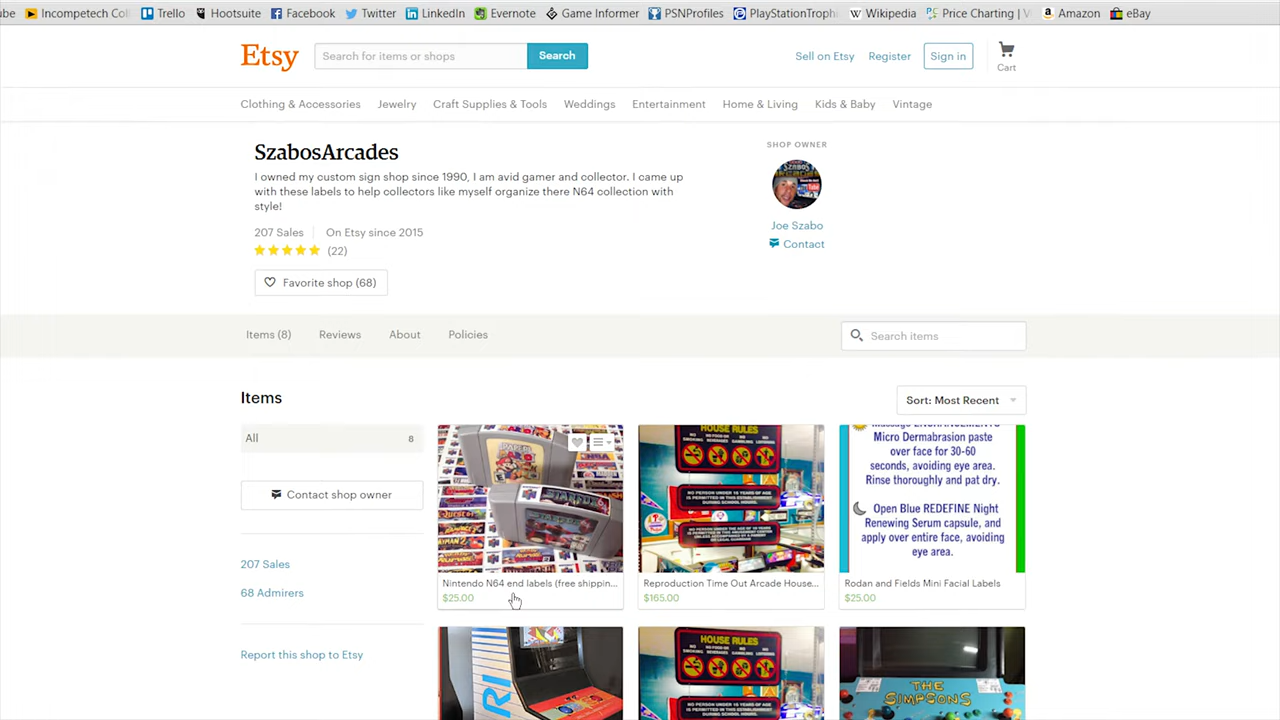 Trello Hootsuite Facebook Twitter LinkedIn Evernote Game Informer PSNProfiles PlayStationTroph Wikipedia Price Charting | V Amazon eBay
Etsy Search for items or shops Search Sell on Etsy Register Sign in Cart
Clothing & Accessories Jewelry Craft Supplies & Tools Weddings Entertainment Home & Living Kids & Baby Vintage
SzabosArcades
I owned my custom sign shop since 1990, I am avid gamer and collector. I came up
with these labels to help collectors like myself organize there N64 collection with
style!
207 Sales On Etsy since 2015
(22)
Favorite shop (68)
SHOP OWNER
Joe Szabo
Contact
Items (8) Reviews About Policies Search items
Items
Sort: Most Recent
All 8
Contact shop owner
207 Sales
68 Admirers
Report this shop to Etsy
PAPER MARIO
STARFOX
Nintendo N64 end labels (free shippin...
$25.00
HOUSE RULES
Reproduction Time Out Arcade House...
$165.00
Micro Dermabrasion paste
over face for 30-60
seconds, avoiding eye area.
Rinse thoroughly and pat dry.
Open Blue REDEFINE Night
Renewing Serum capsule, and
apply over entire face, avoiding
eye area.
Rodan and Fields Mini Facial Labels
$25.00
HOUSE RULES
THE
SIMPSONS